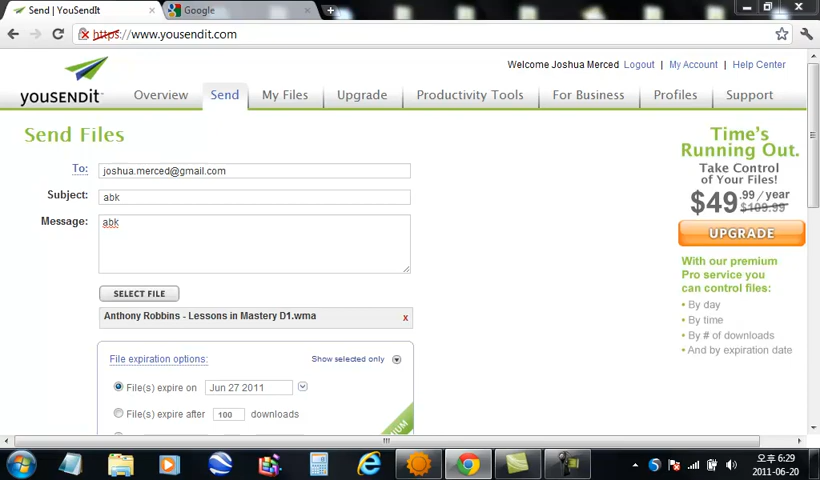 Send | YouSendIt
Google
https://www.yousendit.com
Welcome Joshua Merced Logout | My Account | Help Center
YOUSENDIT
Overview Send My Files Upgrade Productivity Tools For Business Profiles Support
Send Files
To: joshua.merced@gmail.com
Subject: abk
Message: abk
SELECT FILE
Anthony Robbins - Lessons in Mastery D1.wma x
File expiration options: Show selected only
File(s) expire on Jun 27 2011
File(s) expire after 100 downloads
Time's
Running Out.
Take Control
of Your Files!
$49.99/year
$109.99
UPGRADE
With our premium
Pro service you
can control files:
• By day
• By time
• By # of downloads
• And by expiration date
오후 6:29
2011-06-20